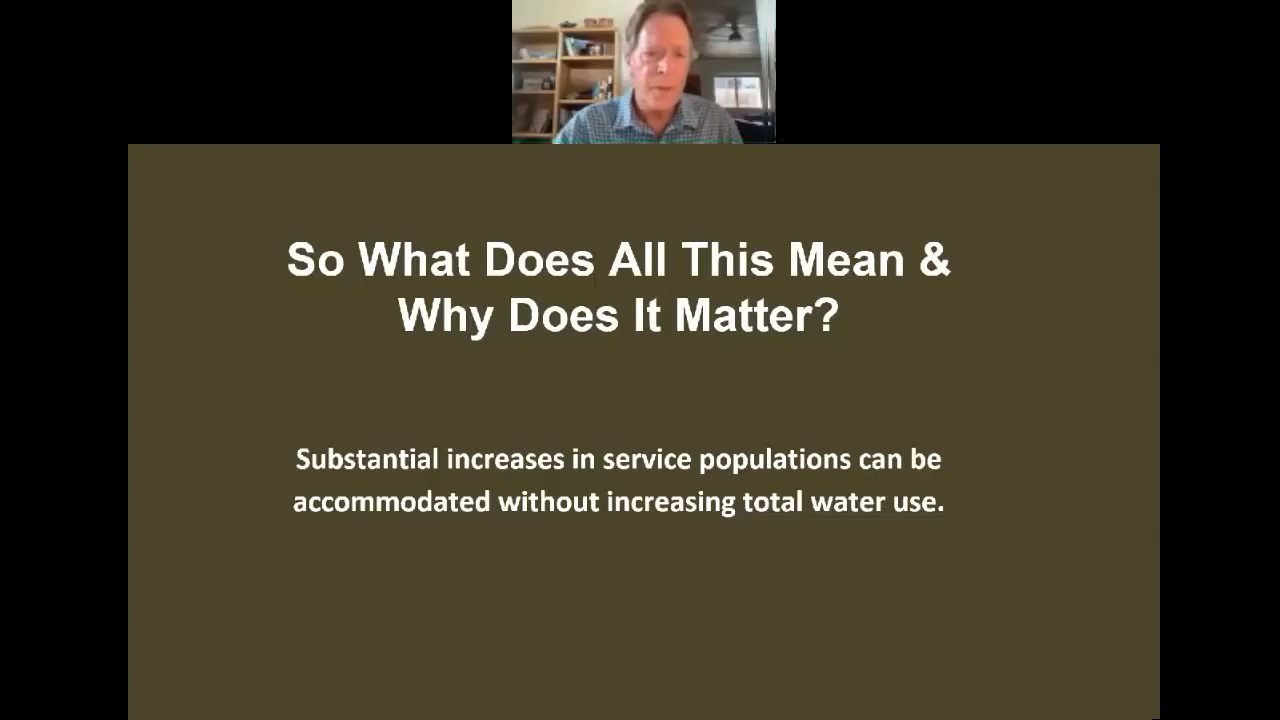 So What Does All This Mean &
Why Does It Matter?
Substantial increases in service populations can be
accommodated without increasing total water use.